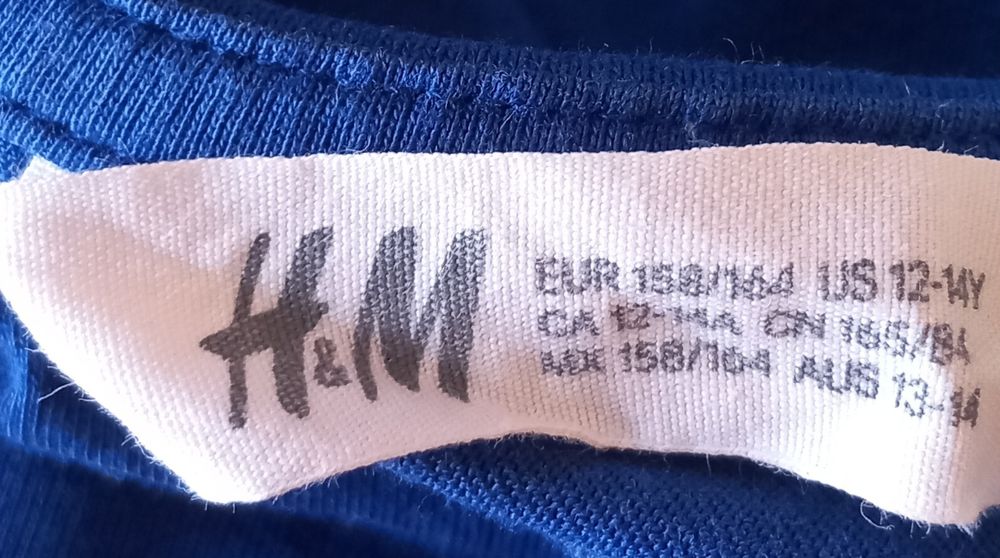 H&M
EUR 158/164 US 12-14Y
CA 12-14A CN 165/84
MX 158/164 AUS 13-14